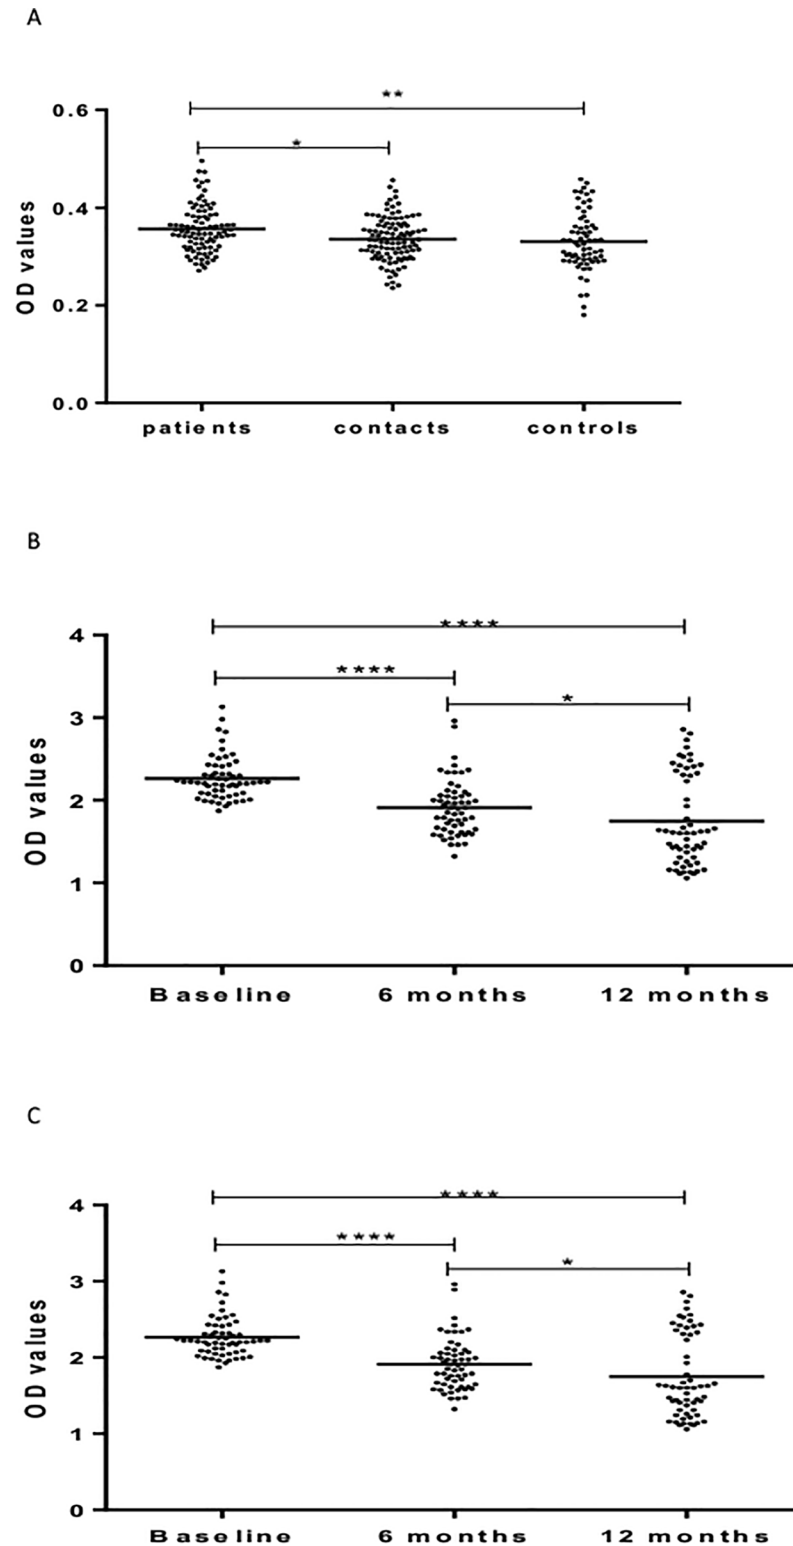 A
**
0.6
*
0.4
OD values
0.2
0.0
patients contacts controls
B
****
4
****
*
3
2
OD values
1
0
Baseline 6 months 12 months
C
****
4
****
*
3
2
OD values
1
0
Baseline 6 months 12 months